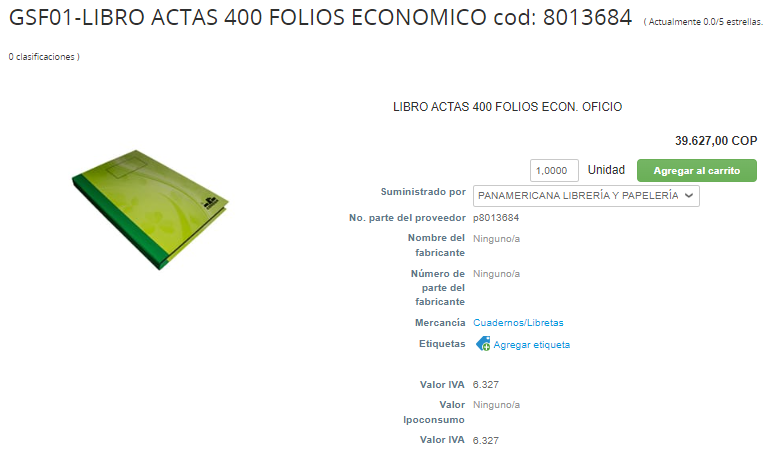 GSF01-LIBRO ACTAS 400 FOLIOS ECONOMICO cod: 8013684 ( Actualmente 0.0/5 estrellas.
0 clasificaciones )
LIBRO ACTAS 400 FOLIOS ECON. OFICIO
39.627,00 COP
1,0000 Unidad Agregar al carrito
Suministrado por PANAMERICANA LIBRERÍA Y PAPELERÍA
No. parte del proveedor p8013684
Nombre del Ninguno/a
fabricante
Número de Ninguno/a
parte del
fabricante
Mercancía Cuadernos/Libretas
Etiquetas Agregar etiqueta
Valor IVA 6.327
Valor Ninguno/a
Ipoconsumo
Valor IVA 6.327